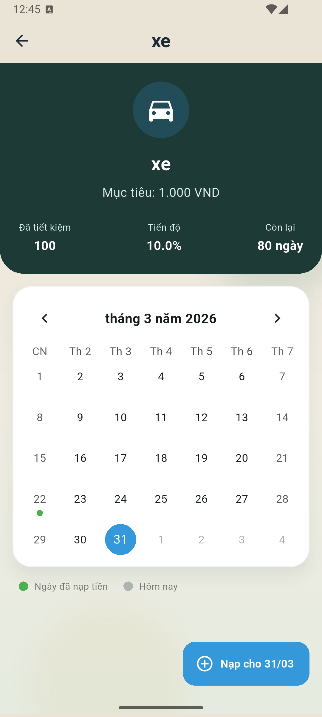 12:45
xe
xe
Mục tiêu: 1.000 VND
Đã tiết kiệm Tiến độ Còn lại
100 10.0% 80 ngày
tháng 3 năm 2026
CN Th 2 Th 3 Th 4 Th 5 Th 6 Th 7
1 2 3 4 5 6 7
8 9 10 11 12 13 14
15 16 17 18 19 20 21
22 23 24 25 26 27 28
29 30 31 1 2 3 4
Ngày đã nạp tiền Hôm nay
Nạp cho 31/03